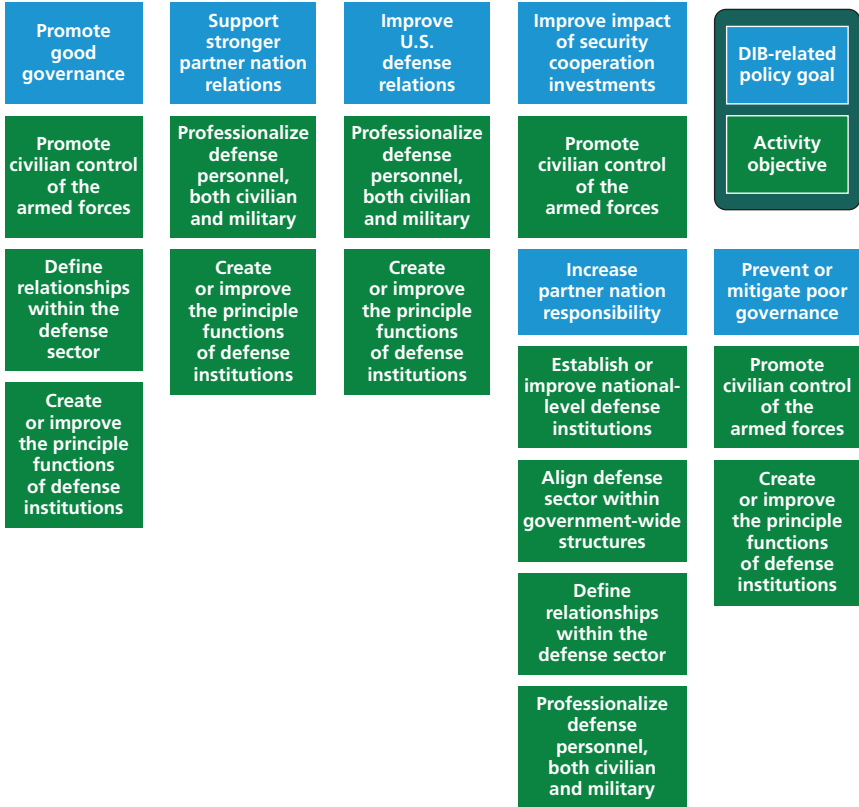 Promote
good
governance
Promote
civilian control
of the
armed forces
Define
relationships
within the
defense
sector
Create
or improve
the principle
functions
of defense
institutions
Support
stronger
partner nation
relations
Professionalize
defense
personnel,
both civilian
and military
Create
or improve
the principle
functions
of defense
institutions
Improve
U.S.
defense
relations
Professionalize
defense
personnel,
both civilian
and military
Create
or improve
the principle
functions
of defense
institutions
Improve impact
of security
cooperation
investments
Promote
civilian control
of the
armed forces
Increase
partner nation
responsibility
Establish or
improve national-
level defense
institutions
Align defense
sector within
government-wide
structures
Define
relationships
within the
defense sector
Professionalize
defense
personnel,
both civilian
and military
DIB-related
policy goal
Activity
objective
Prevent or
mitigate poor
governance
Promote
civilian control
of the
armed forces
Create
or improve
the principle
functions
of defense
institutions